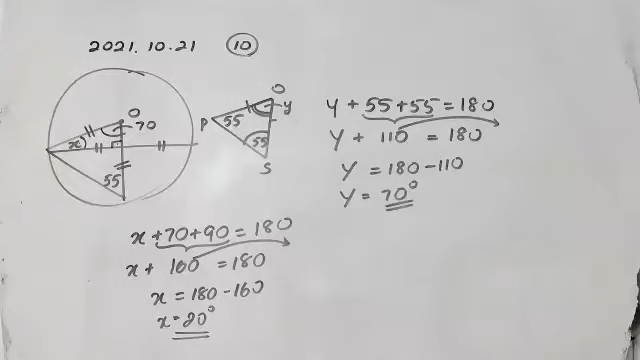 2021.10.21 10
O
70
x
55
O
y
P
55
55
S
y + 55 + 55 = 180
y + 110 = 180
y = 180 - 110
y = 70°
x + 70 + 90 = 180
x + 160 = 180
x = 180 - 160
x = 20°